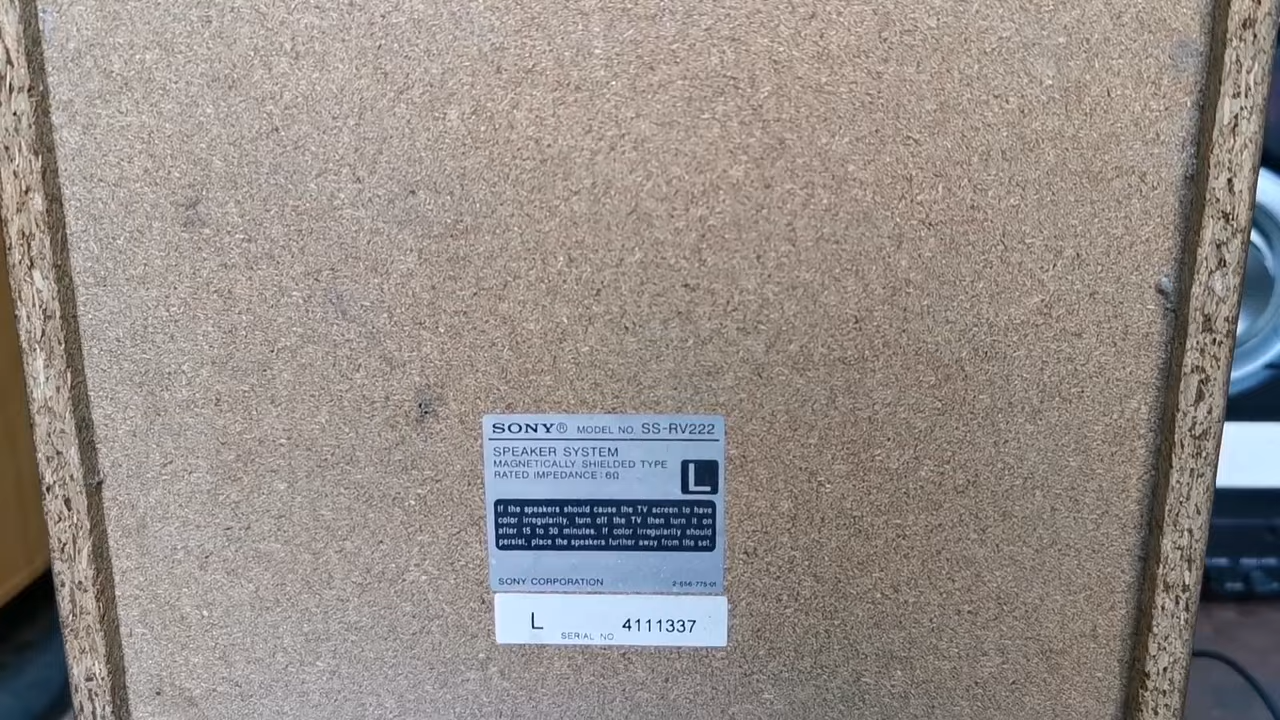 SONY® MODEL NO. SS-RV222
SPEAKER SYSTEM
MAGNETICALLY SHIELDED TYPE
RATED IMPEDANCE : 6Ω
L
If the speakers should cause the TV screen to have
color irregularity, turn off the TV then turn it on
after 15 to 30 minutes. If color irregularity should
persist, place the speakers further away from the set.
SONY CORPORATION 2-656-775-01
L SERIAL NO. 4111337